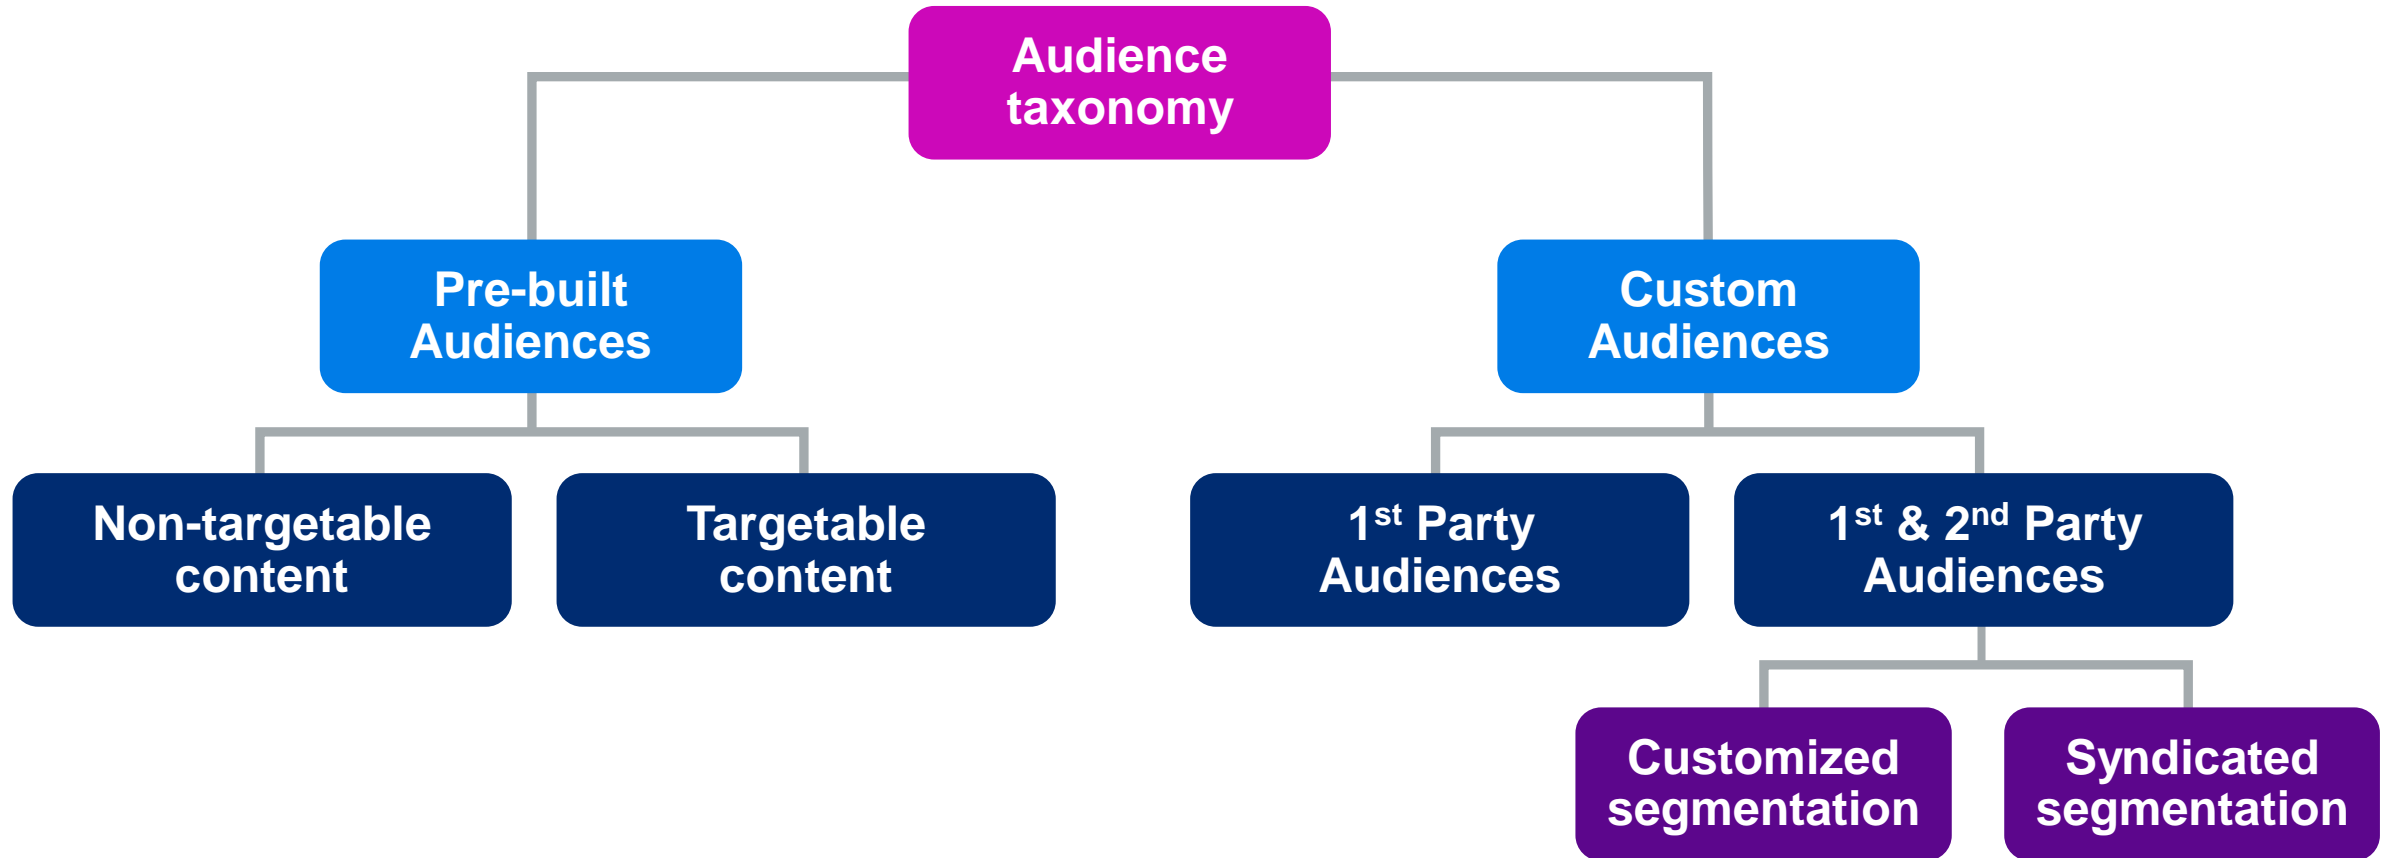 Audience
taxonomy
Pre-built
Audiences
Custom
Audiences
Non-targetable
content
Targetable
content
1st Party
Audiences
1st & 2nd Party
Audiences
Customized
segmentation
Syndicated
segmentation